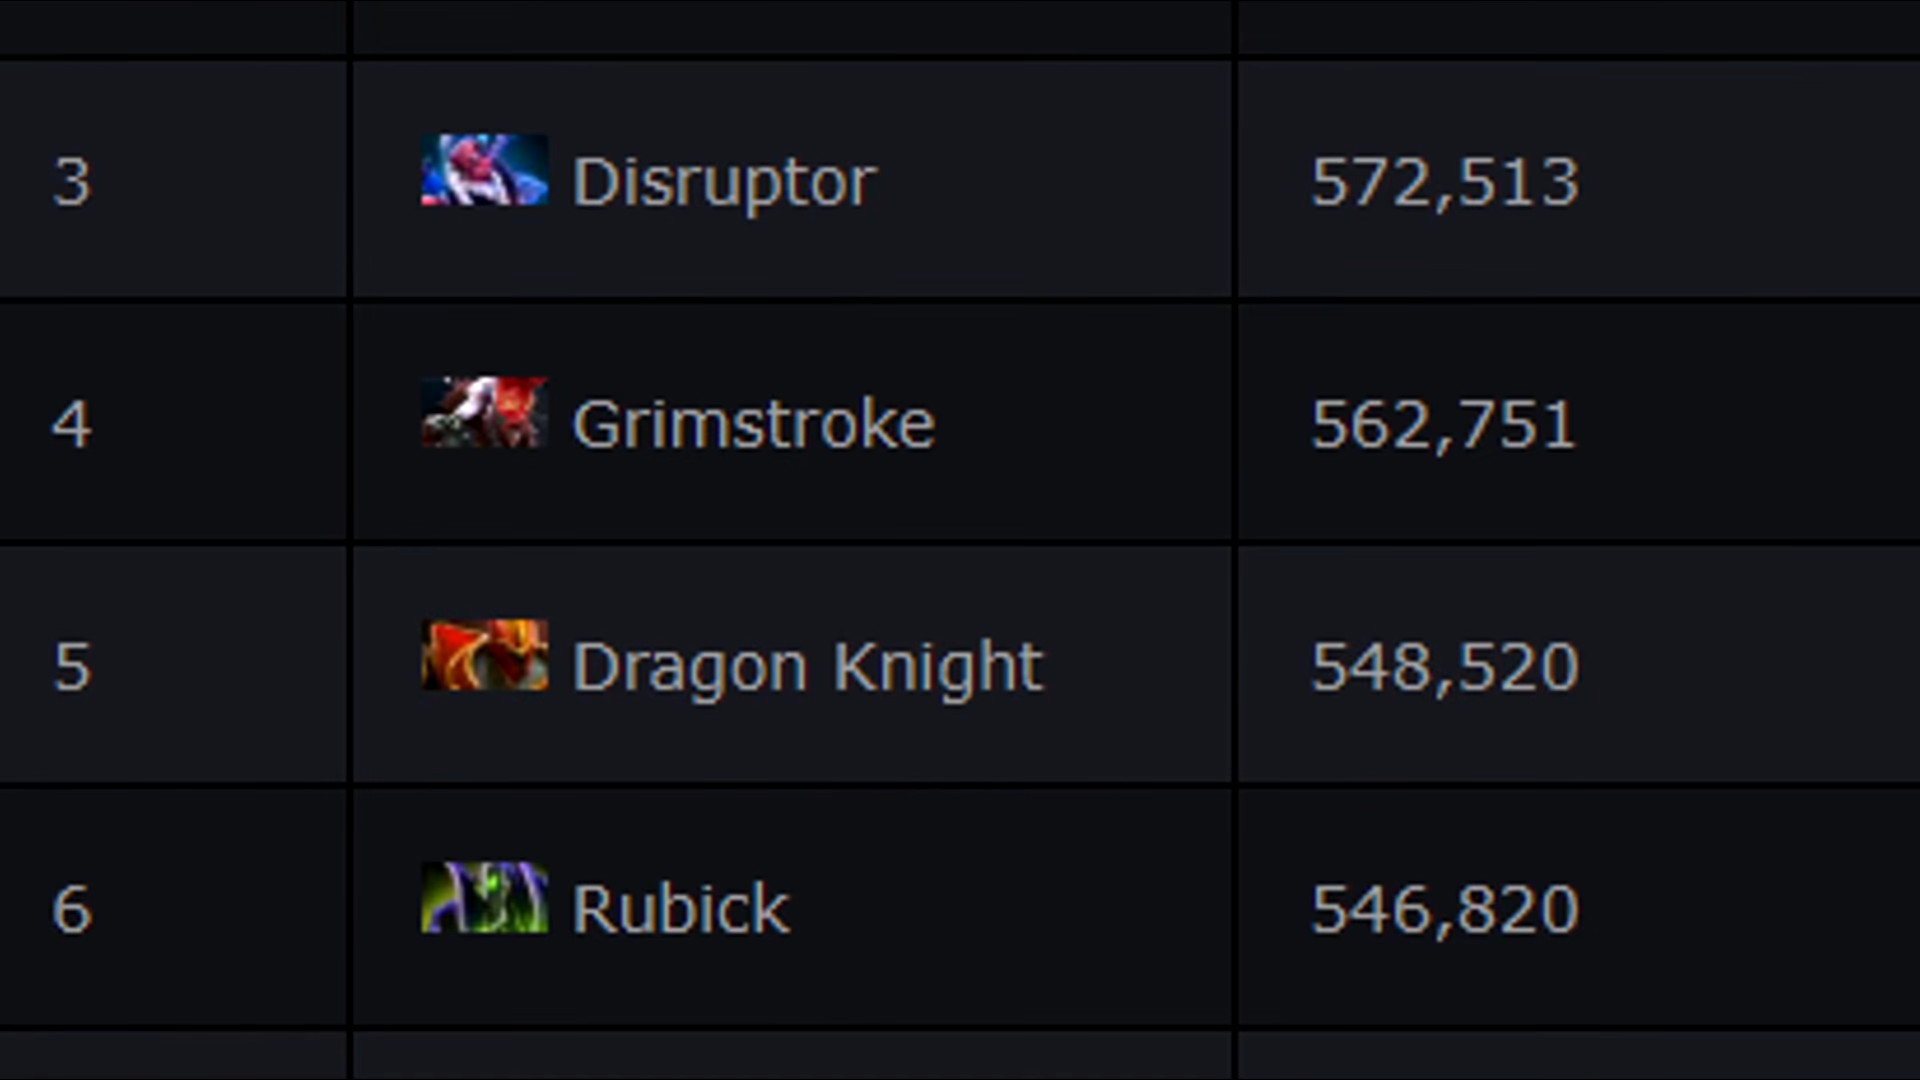 3 Disruptor 572,513
4 Grimstroke 562,751
5 Dragon Knight 548,520
6 Rubick 546,820